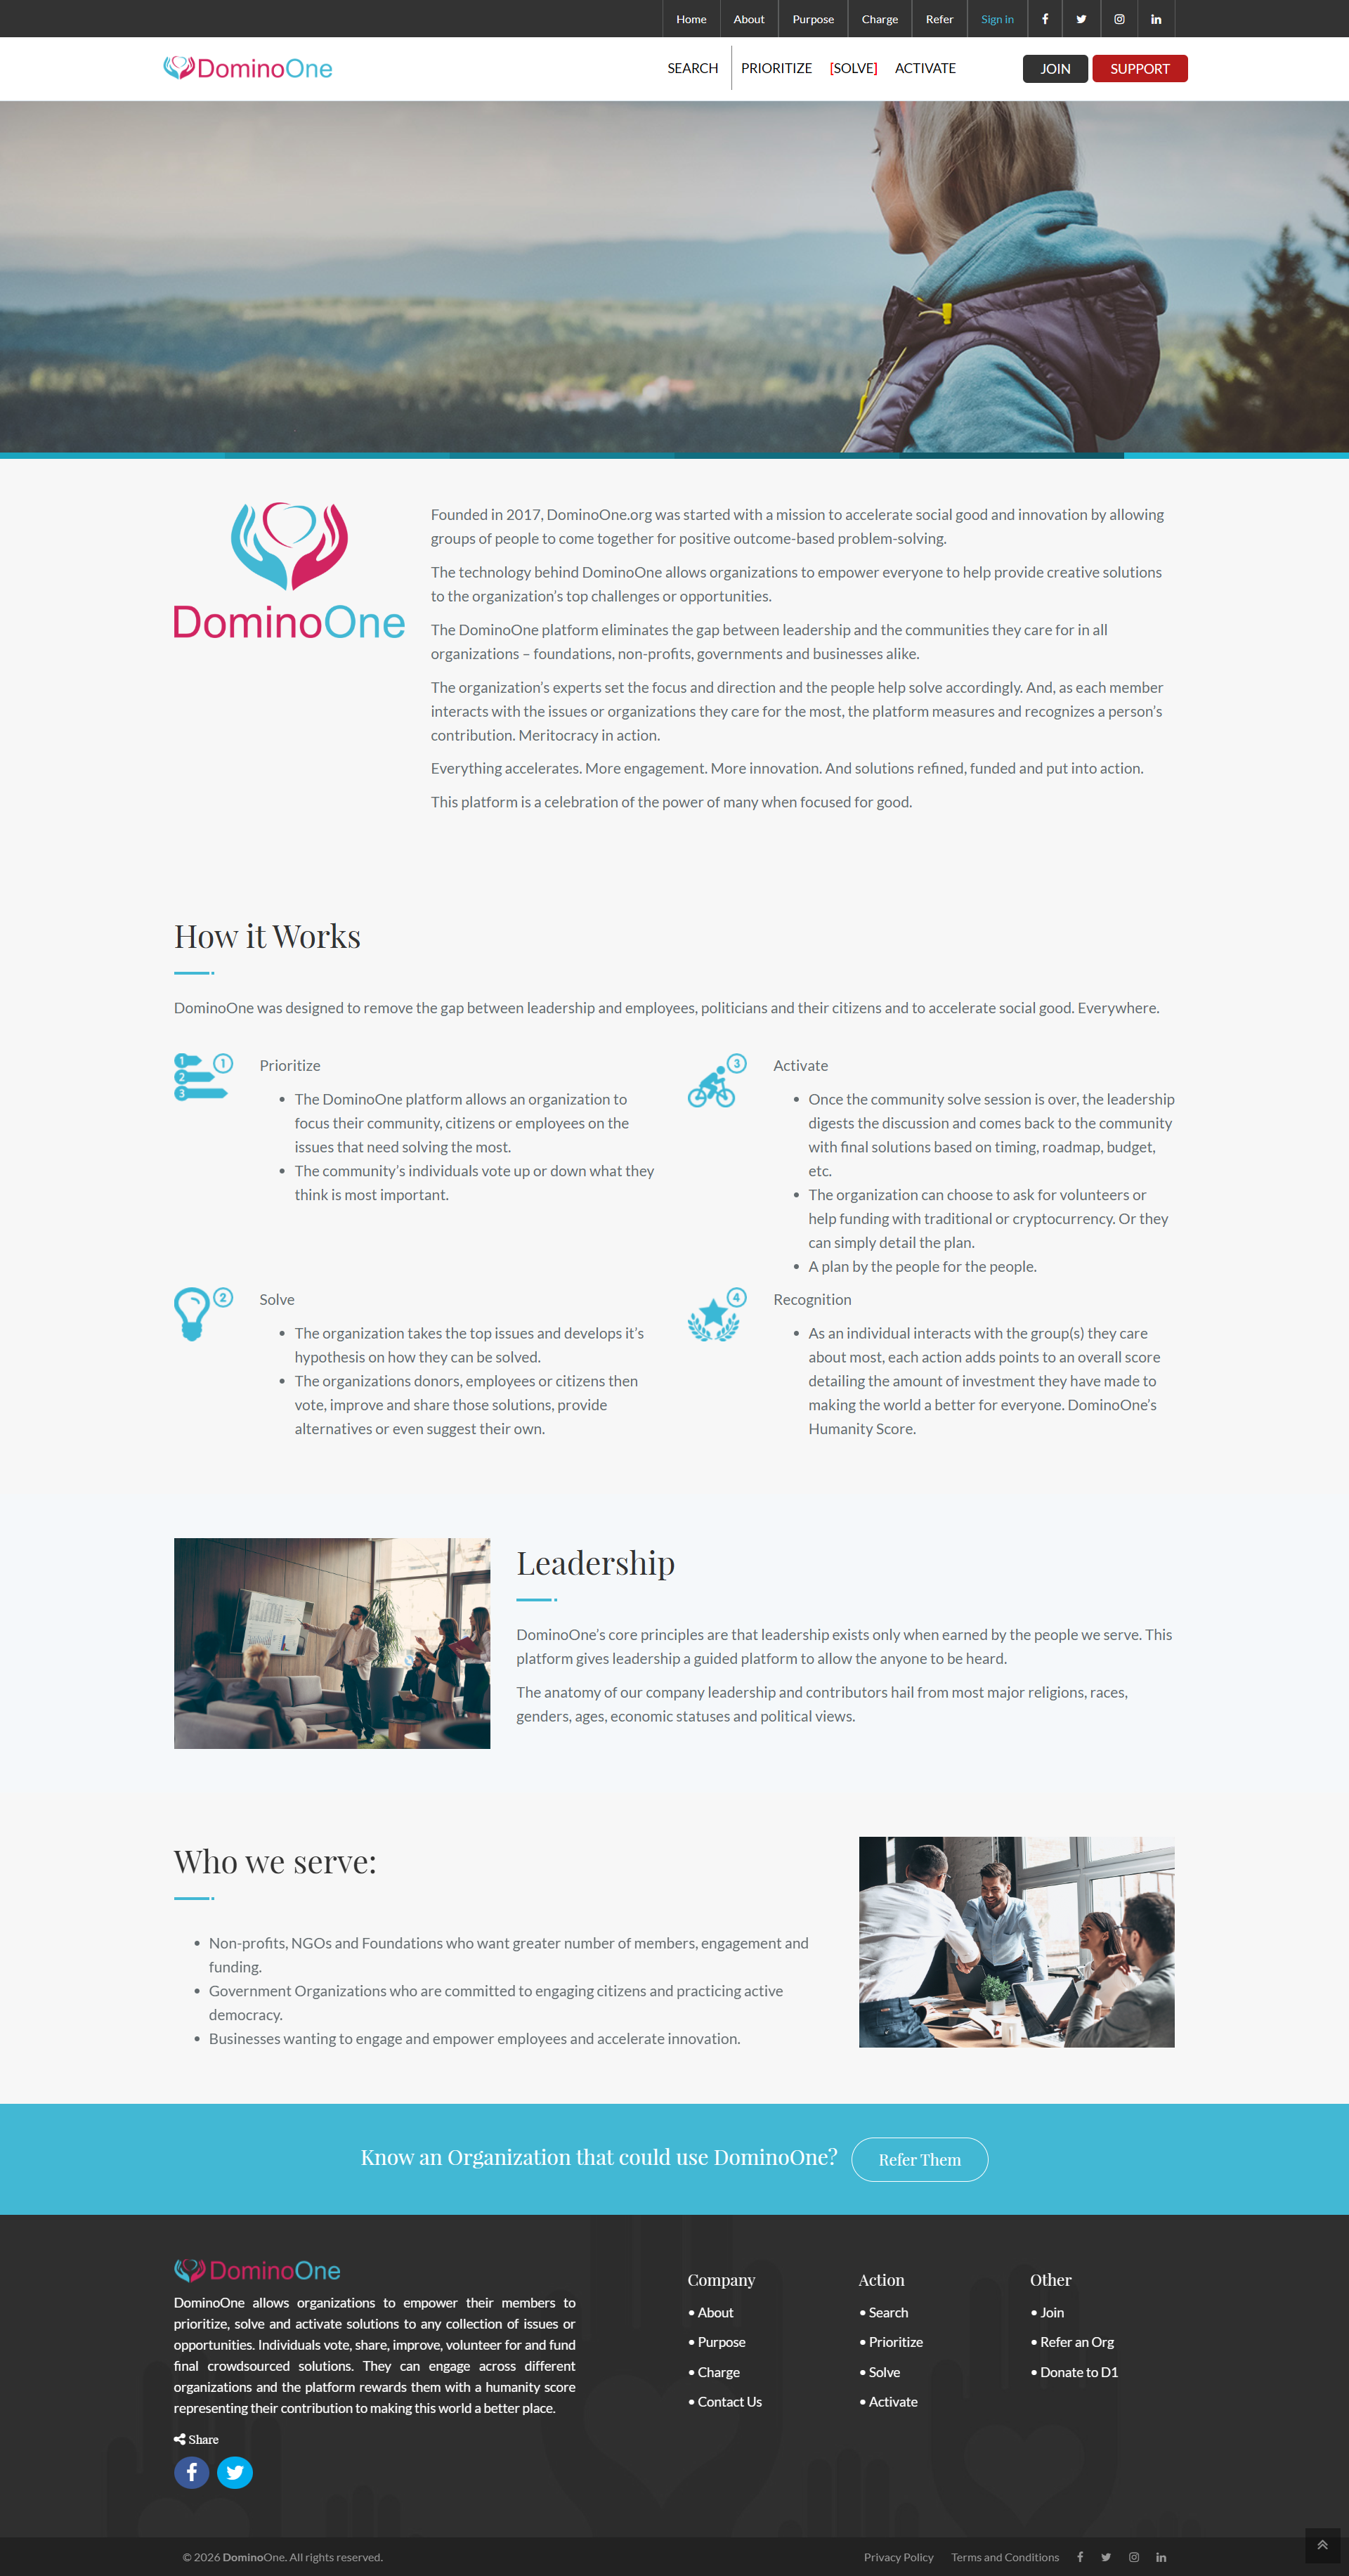 Home About Purpose Charge Refer Sign in
DominoOne
SEARCH PRIORITIZE [SOLVE] ACTIVATE JOIN SUPPORT
DominoOne
Founded in 2017, DominoOne.org was started with a mission to accelerate social good and innovation by allowing
groups of people to come together for positive outcome-based problem-solving.
The technology behind DominoOne allows organizations to empower everyone to help provide creative solutions
to the organization’s top challenges or opportunities.
The DominoOne platform eliminates the gap between leadership and the communities they care for in all
organizations – foundations, non-profits, governments and businesses alike.
The organization’s experts set the focus and direction and the people help solve accordingly. And, as each member
interacts with the issues or organizations they care for the most, the platform measures and recognizes a person’s
contribution. Meritocracy in action.
Everything accelerates. More engagement. More innovation. And solutions refined, funded and put into action.
This platform is a celebration of the power of many when focused for good.
How it Works
DominoOne was designed to remove the gap between leadership and employees, politicians and their citizens and to accelerate social good. Everywhere.
1 2 3 1
Prioritize
• The DominoOne platform allows an organization to
focus their community, citizens or employees on the
issues that need solving the most.
• The community’s individuals vote up or down what they
think is most important.
3
Activate
• Once the community solve session is over, the leadership
digests the discussion and comes back to the community
with final solutions based on timing, roadmap, budget,
etc.
• The organization can choose to ask for volunteers or
help funding with traditional or cryptocurrency. Or they
can simply detail the plan.
• A plan by the people for the people.
2
Solve
• The organization takes the top issues and develops it’s
hypothesis on how they can be solved.
• The organizations donors, employees or citizens then
vote, improve and share those solutions, provide
alternatives or even suggest their own.
4
Recognition
• As an individual interacts with the group(s) they care
about most, each action adds points to an overall score
detailing the amount of investment they have made to
making the world a better for everyone. DominoOne’s
Humanity Score.
Leadership
DominoOne’s core principles are that leadership exists only when earned by the people we serve. This
platform gives leadership a guided platform to allow the anyone to be heard.
The anatomy of our company leadership and contributors hail from most major religions, races,
genders, ages, economic statuses and political views.
Who we serve:
• Non-profits, NGOs and Foundations who want greater number of members, engagement and
funding.
• Government Organizations who are committed to engaging citizens and practicing active
democracy.
• Businesses wanting to engage and empower employees and accelerate innovation.
Know an Organization that could use DominoOne? Refer Them
DominoOne
DominoOne allows organizations to empower their members to
prioritize, solve and activate solutions to any collection of issues or
opportunities. Individuals vote, share, improve, volunteer for and fund
final crowdsourced solutions. They can engage across different
organizations and the platform rewards them with a humanity score
representing their contribution to making this world a better place.
Share
Company
• About
• Purpose
• Charge
• Contact Us
Action
• Search
• Prioritize
• Solve
• Activate
Other
• Join
• Refer an Org
• Donate to D1
© 2026 DominoOne. All rights reserved.
Privacy Policy Terms and Conditions